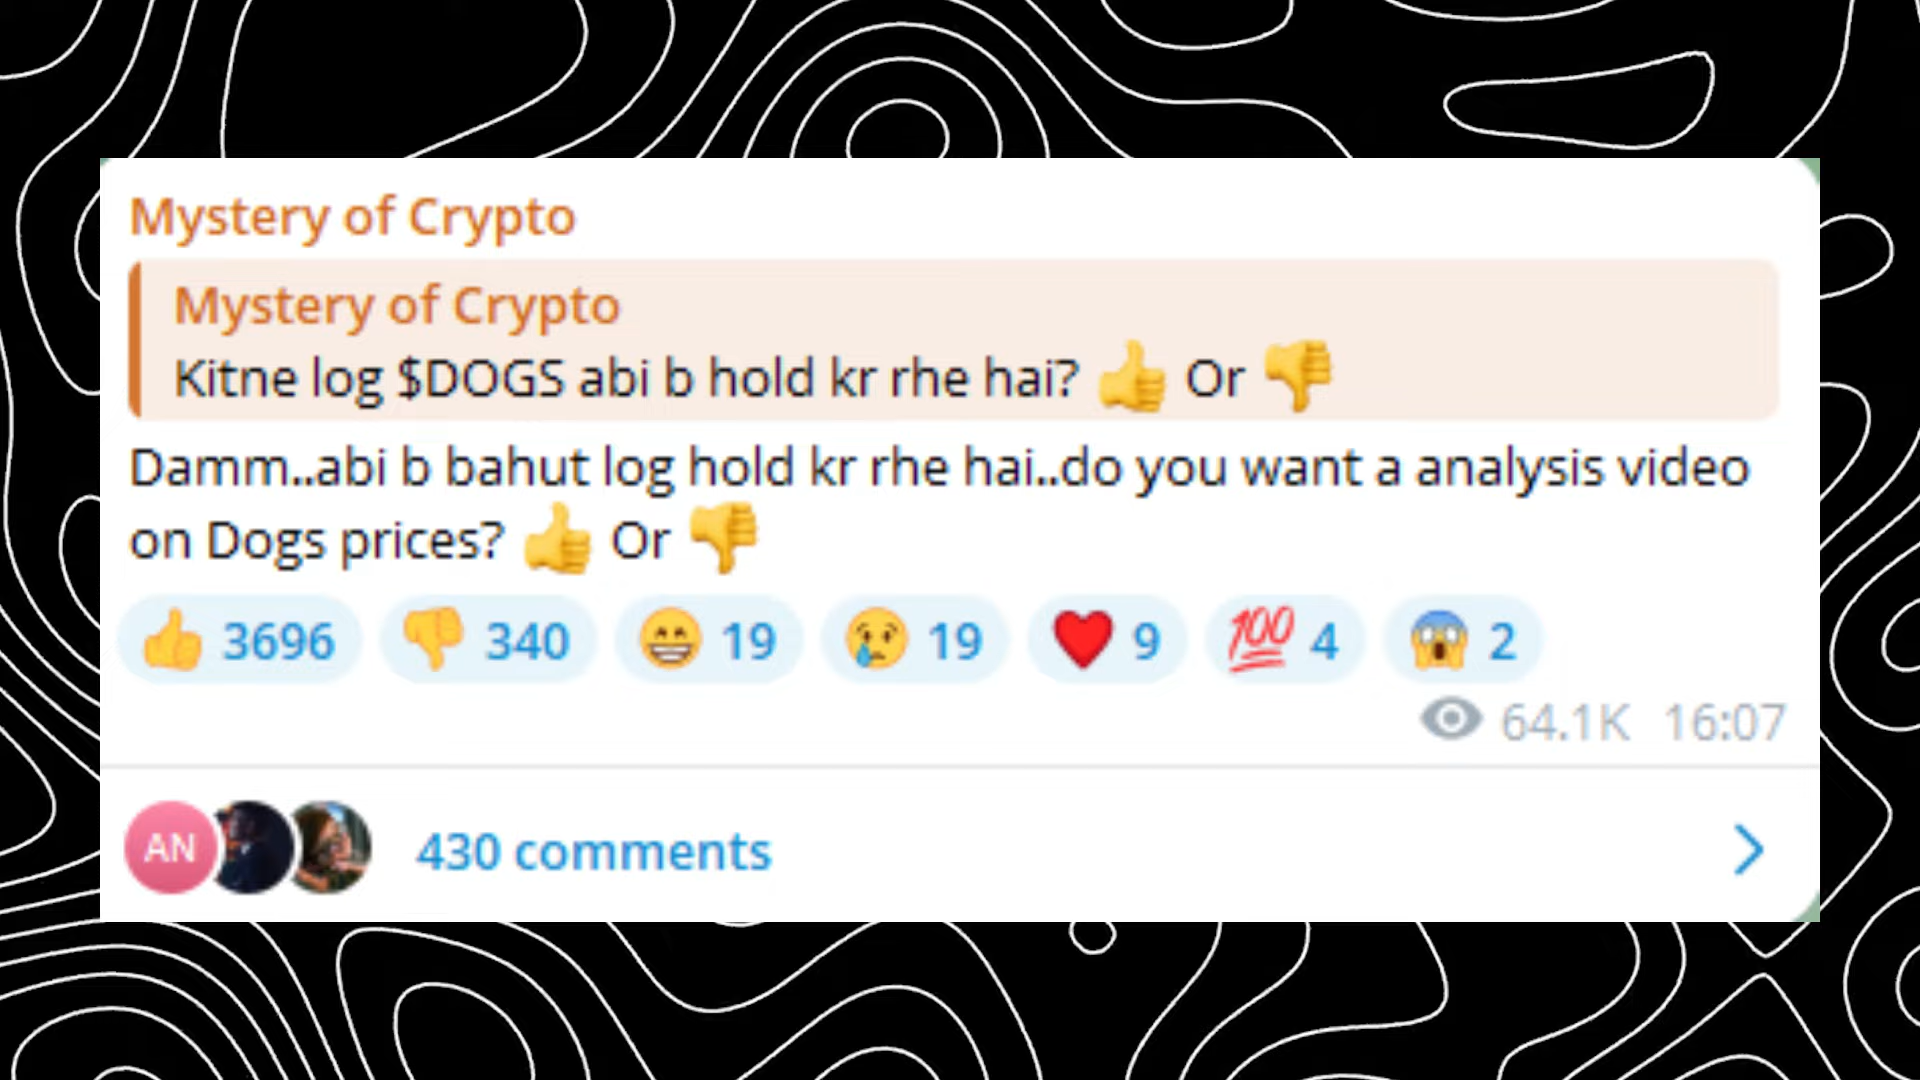 Mystery of Crypto
Mystery of Crypto
Kitne log $DOGS abi b hold kr rhe hai? 👍 Or 👎
Damm..abi b bahut log hold kr rhe hai..do you want a analysis video
on Dogs prices? 👍 Or 👎
👍 3696 👎 340 😁 19 😢 19 ❤️ 9 💯 4 😱 2
64.1K 16:07
AN 430 comments